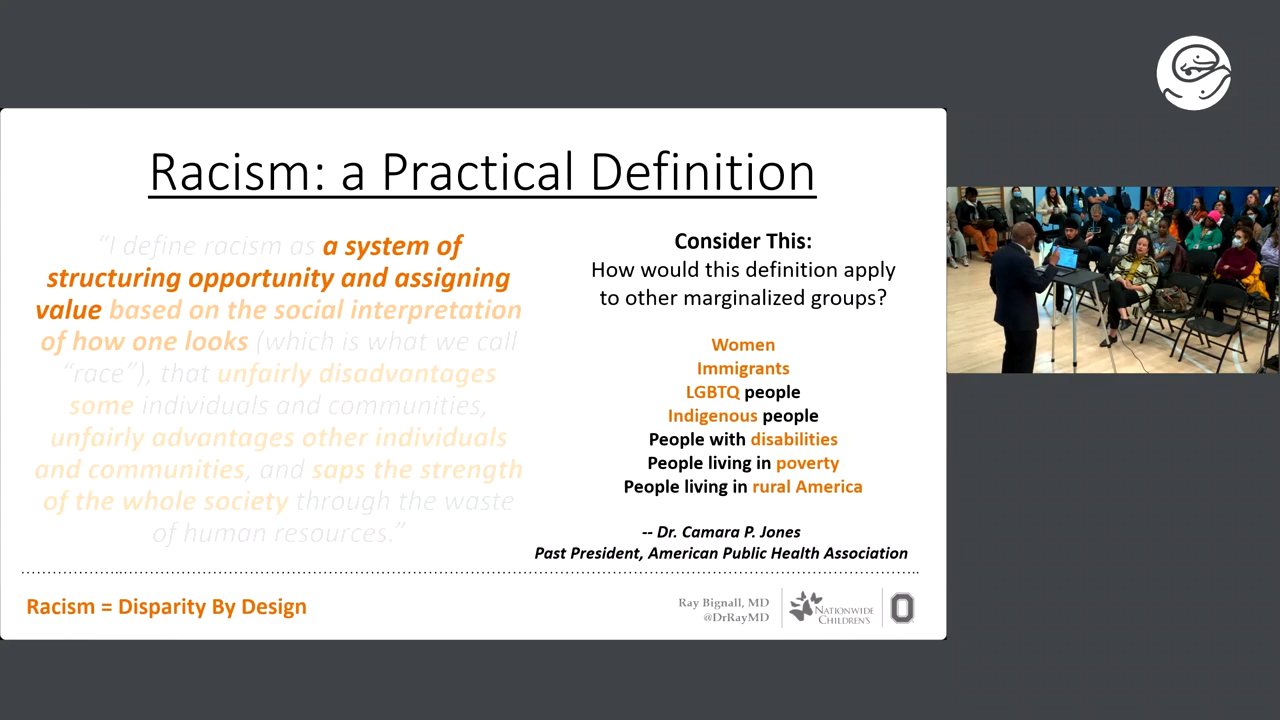 Racism: a Practical Definition
“I define racism as a system of
structuring opportunity and assigning
value based on the social interpretation
of how one looks (which is what we call
“race”), that unfairly disadvantages
some individuals and communities,
unfairly advantages other individuals
and communities, and saps the strength
of the whole society through the waste
of human resources.”
Consider This:
How would this definition apply
to other marginalized groups?
Women
Immigrants
LGBTQ people
Indigenous people
People with disabilities
People living in poverty
People living in rural America
-- Dr. Camara P. Jones
Past President, American Public Health Association
Racism = Disparity By Design
Ray Bignall, MD
@DrRayMD
NATIONWIDE
CHILDREN'S